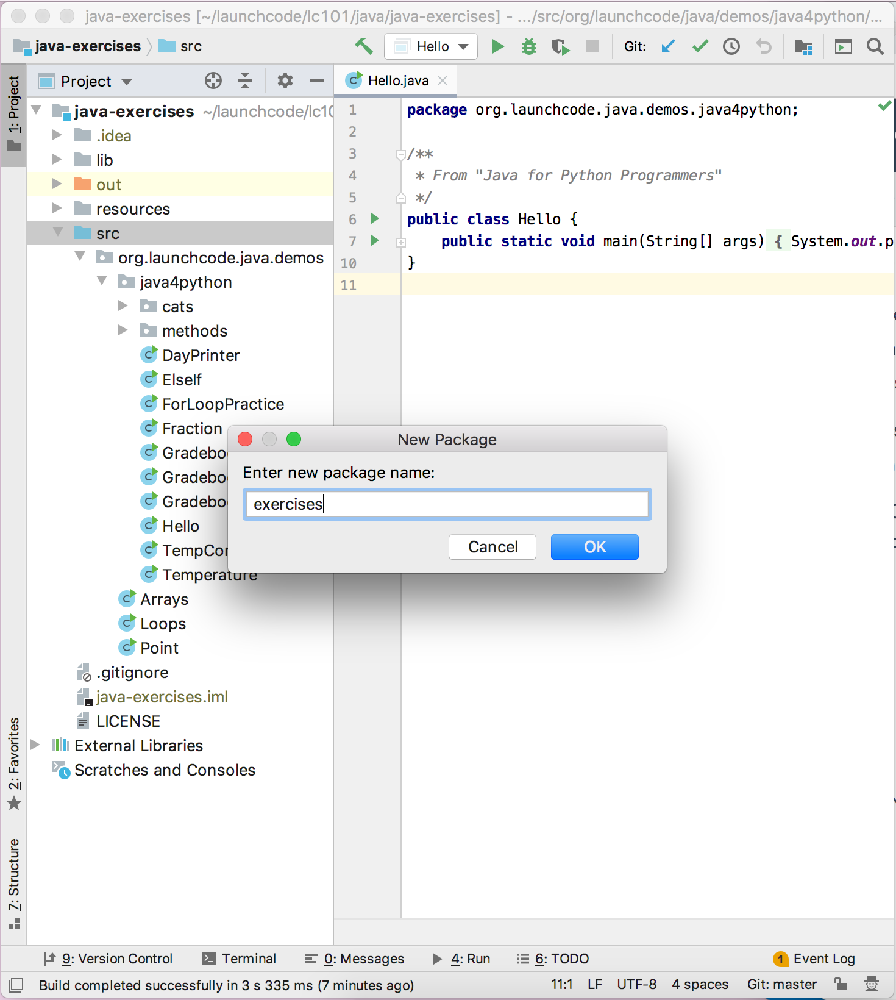 java-exercises [~/launchcode/lc101/java/java-exercises] - .../src/org/launchcode/java/demos/java4python/...
java-exercises src Hello Git:
1: Project
Project
Hello.java
java-exercises ~/launchcode/lc10
.idea
lib
out
resources
src
org.launchcode.java.demos
java4python
cats
methods
DayPrinter
ElseIf
ForLoopPractice
Fraction
Gradebo
Gradebo
Gradebo
Hello
TempCon
Temperature
Arrays
Loops
Point
.gitignore
java-exercises.iml
LICENSE
External Libraries
Scratches and Consoles
1 package org.launchcode.java.demos.java4python;
2
3 /**
4 * From "Java for Python Programmers"
5 */
6 public class Hello {
7 public static void main(String[] args) { System.out.p
10 }
11
New Package
Enter new package name:
exercises
Cancel OK
2: Favorites
7: Structure
9: Version Control Terminal 0: Messages 4: Run 6: TODO 1 Event Log
Build completed successfully in 3 s 335 ms (7 minutes ago) 11:1 LF UTF-8 4 spaces Git: master